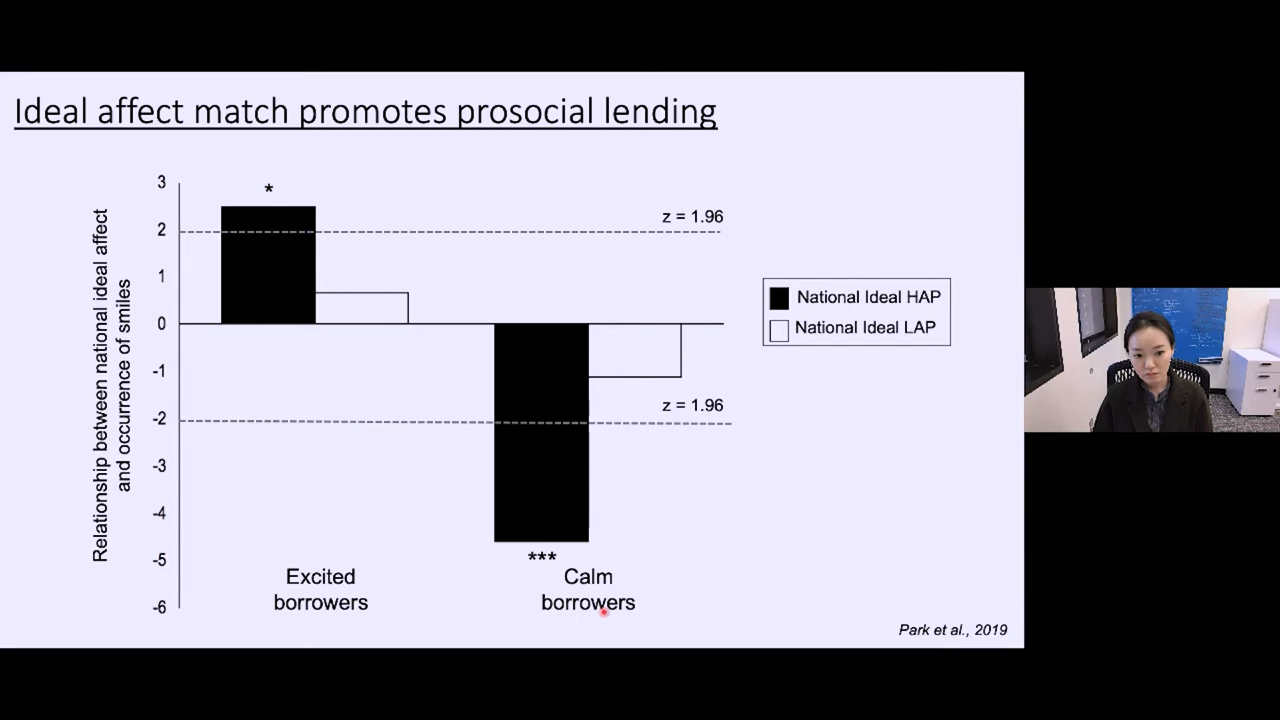 Ideal affect match promotes prosocial lending
Relationship between national ideal affect
and occurrence of smiles
3
2
1
0
-1
-2
-3
-4
-5
-6
*
z = 1.96
z = 1.96
***
Excited
borrowers
Calm
borrowers
National Ideal HAP
National Ideal LAP
Park et al., 2019